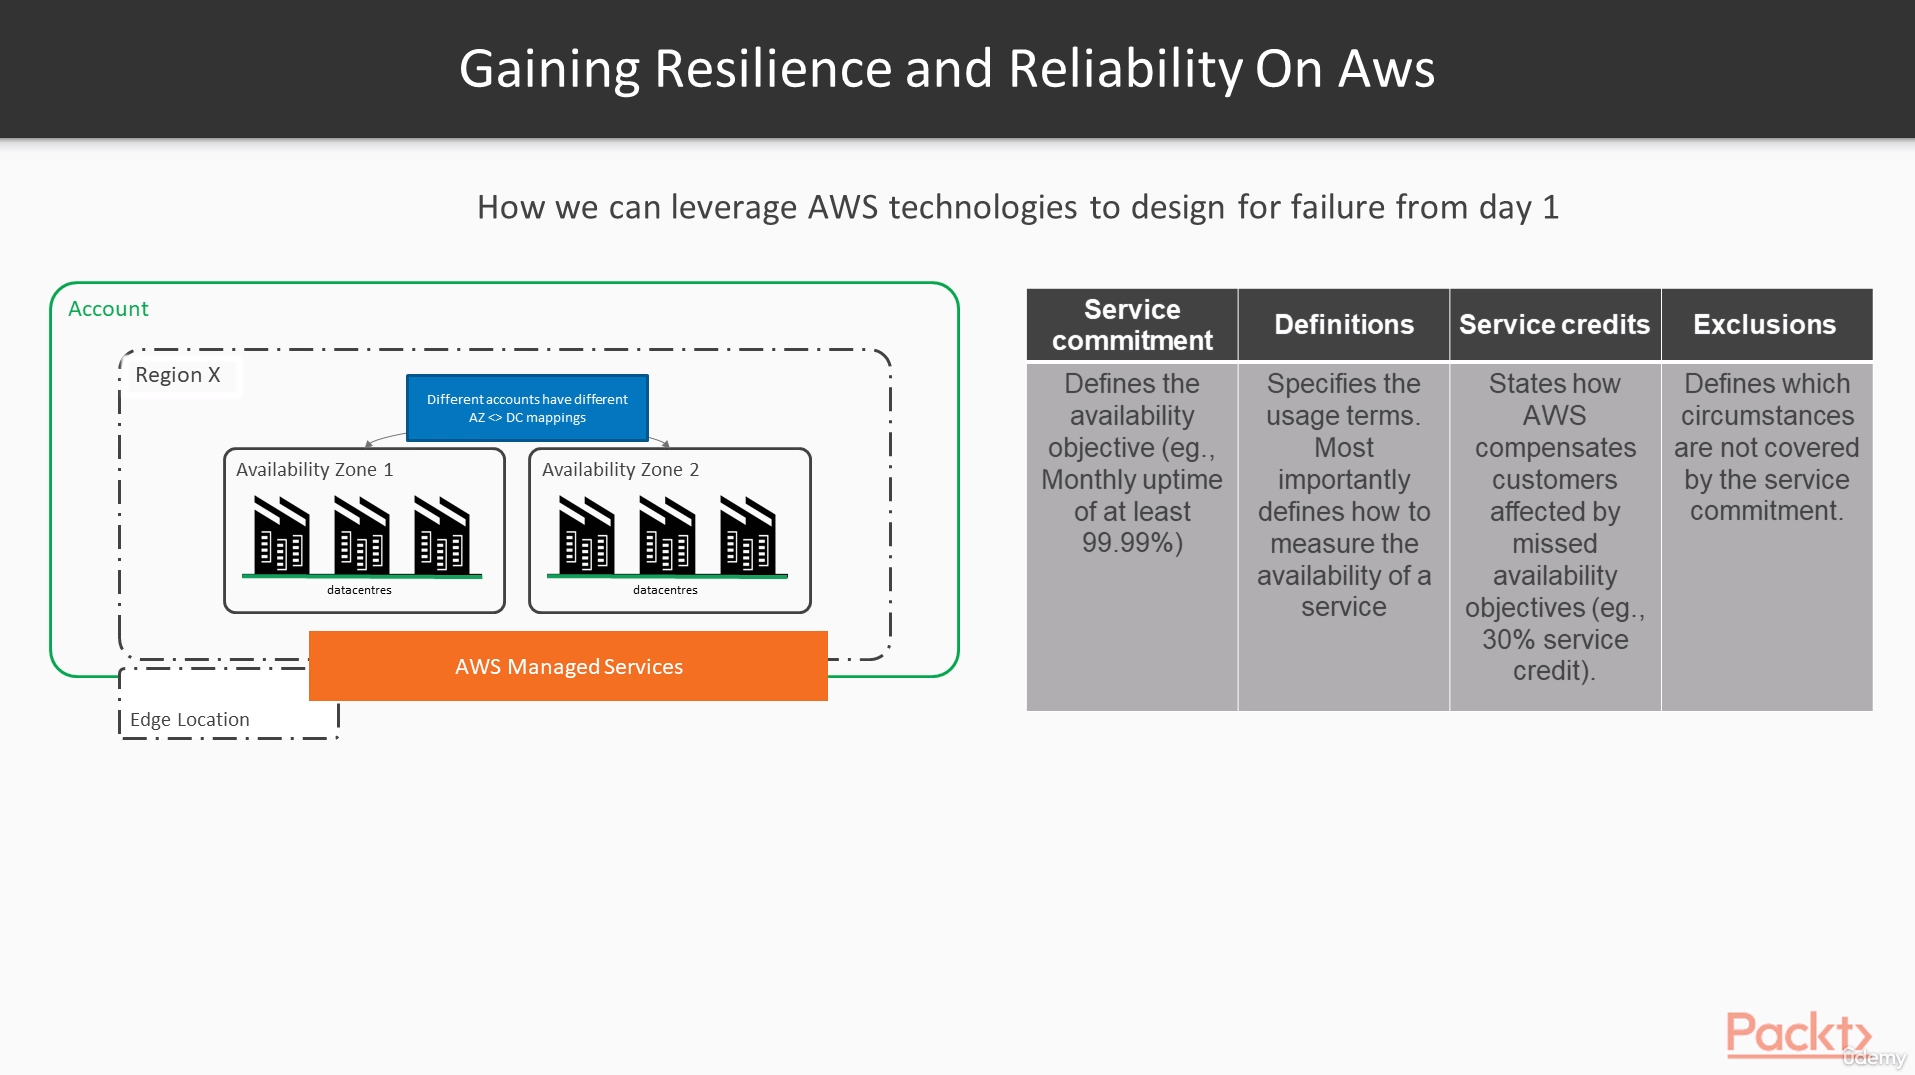 Gaining Resilience and Reliability On Aws
How we can leverage AWS technologies to design for failure from day 1
Account
Region X
Different accounts have different
AZ <> DC mappings
Availability Zone 1
datacentres
Availability Zone 2
datacentres
AWS Managed Services
Edge Location
Service
commitment
Definitions
Service credits
Exclusions
Defines the
availability
objective (eg.,
Monthly uptime
of at least
99.99%)
Specifies the
usage terms.
Most
importantly
defines how to
measure the
availability of a
service
States how
AWS
compensates
customers
affected by
missed
availability
objectives (eg.,
30% service
credit).
Defines which
circumstances
are not covered
by the service
commitment.
Packt
ûdemy